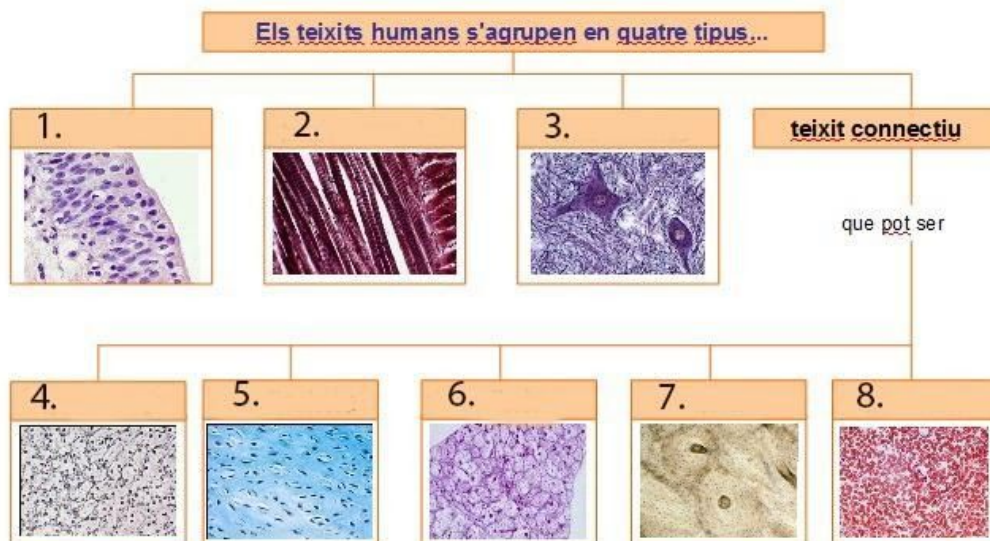 Els teixits humans s'agrupen en quatre tipus...
1.
2.
3.
teixit connectiu
que pot ser
4.
5.
6.
7.
8.